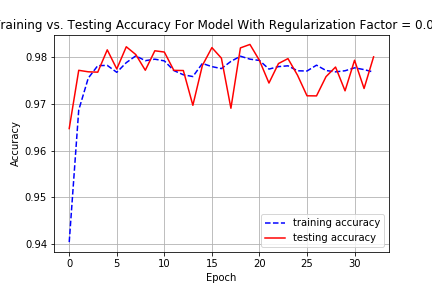 raining vs. Testing Accuracy For Model With Regularization Factor = 0.0
0.98
0.97
0.96
0.95
0.94
Accuracy
0
5
10
15
20
25
30
Epoch
training accuracy
testing accuracy